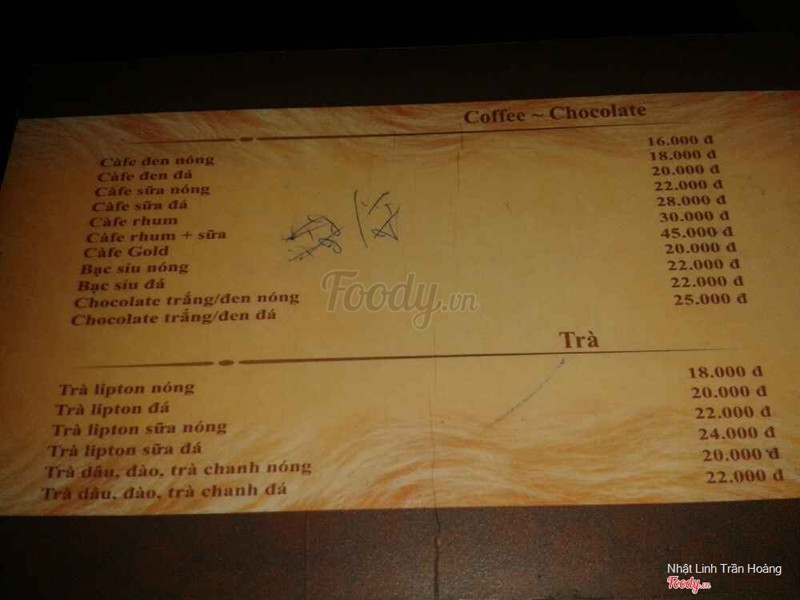 Coffee ~ Chocolate
Càfe đen nóng 16.000 đ
Càfe đen đá 18.000 đ
Càfe sữa nóng 20.000 đ
Càfe sữa đá 22.000 đ
Càfe rhum 28.000 đ
Càfe rhum + sữa 30.000 đ
Càfe Gold 45.000 đ
Bạc síu nóng 20.000 đ
Bạc síu đá 22.000 đ
Chocolate trắng/đen nóng 22.000 đ
Chocolate trắng/đen đá 25.000 đ
Foody.vn
Trà
Trà lipton nóng 18.000 đ
Trà lipton đá 20.000 đ
Trà lipton sữa nóng 22.000 đ
Trà lipton sữa đá 24.000 đ
Trà dâu, đào, trà chanh nóng 20.000 đ
Trà dâu, đào, trà chanh đá 22.000 đ
Nhật Linh Trần Hoàng
Foody.vn